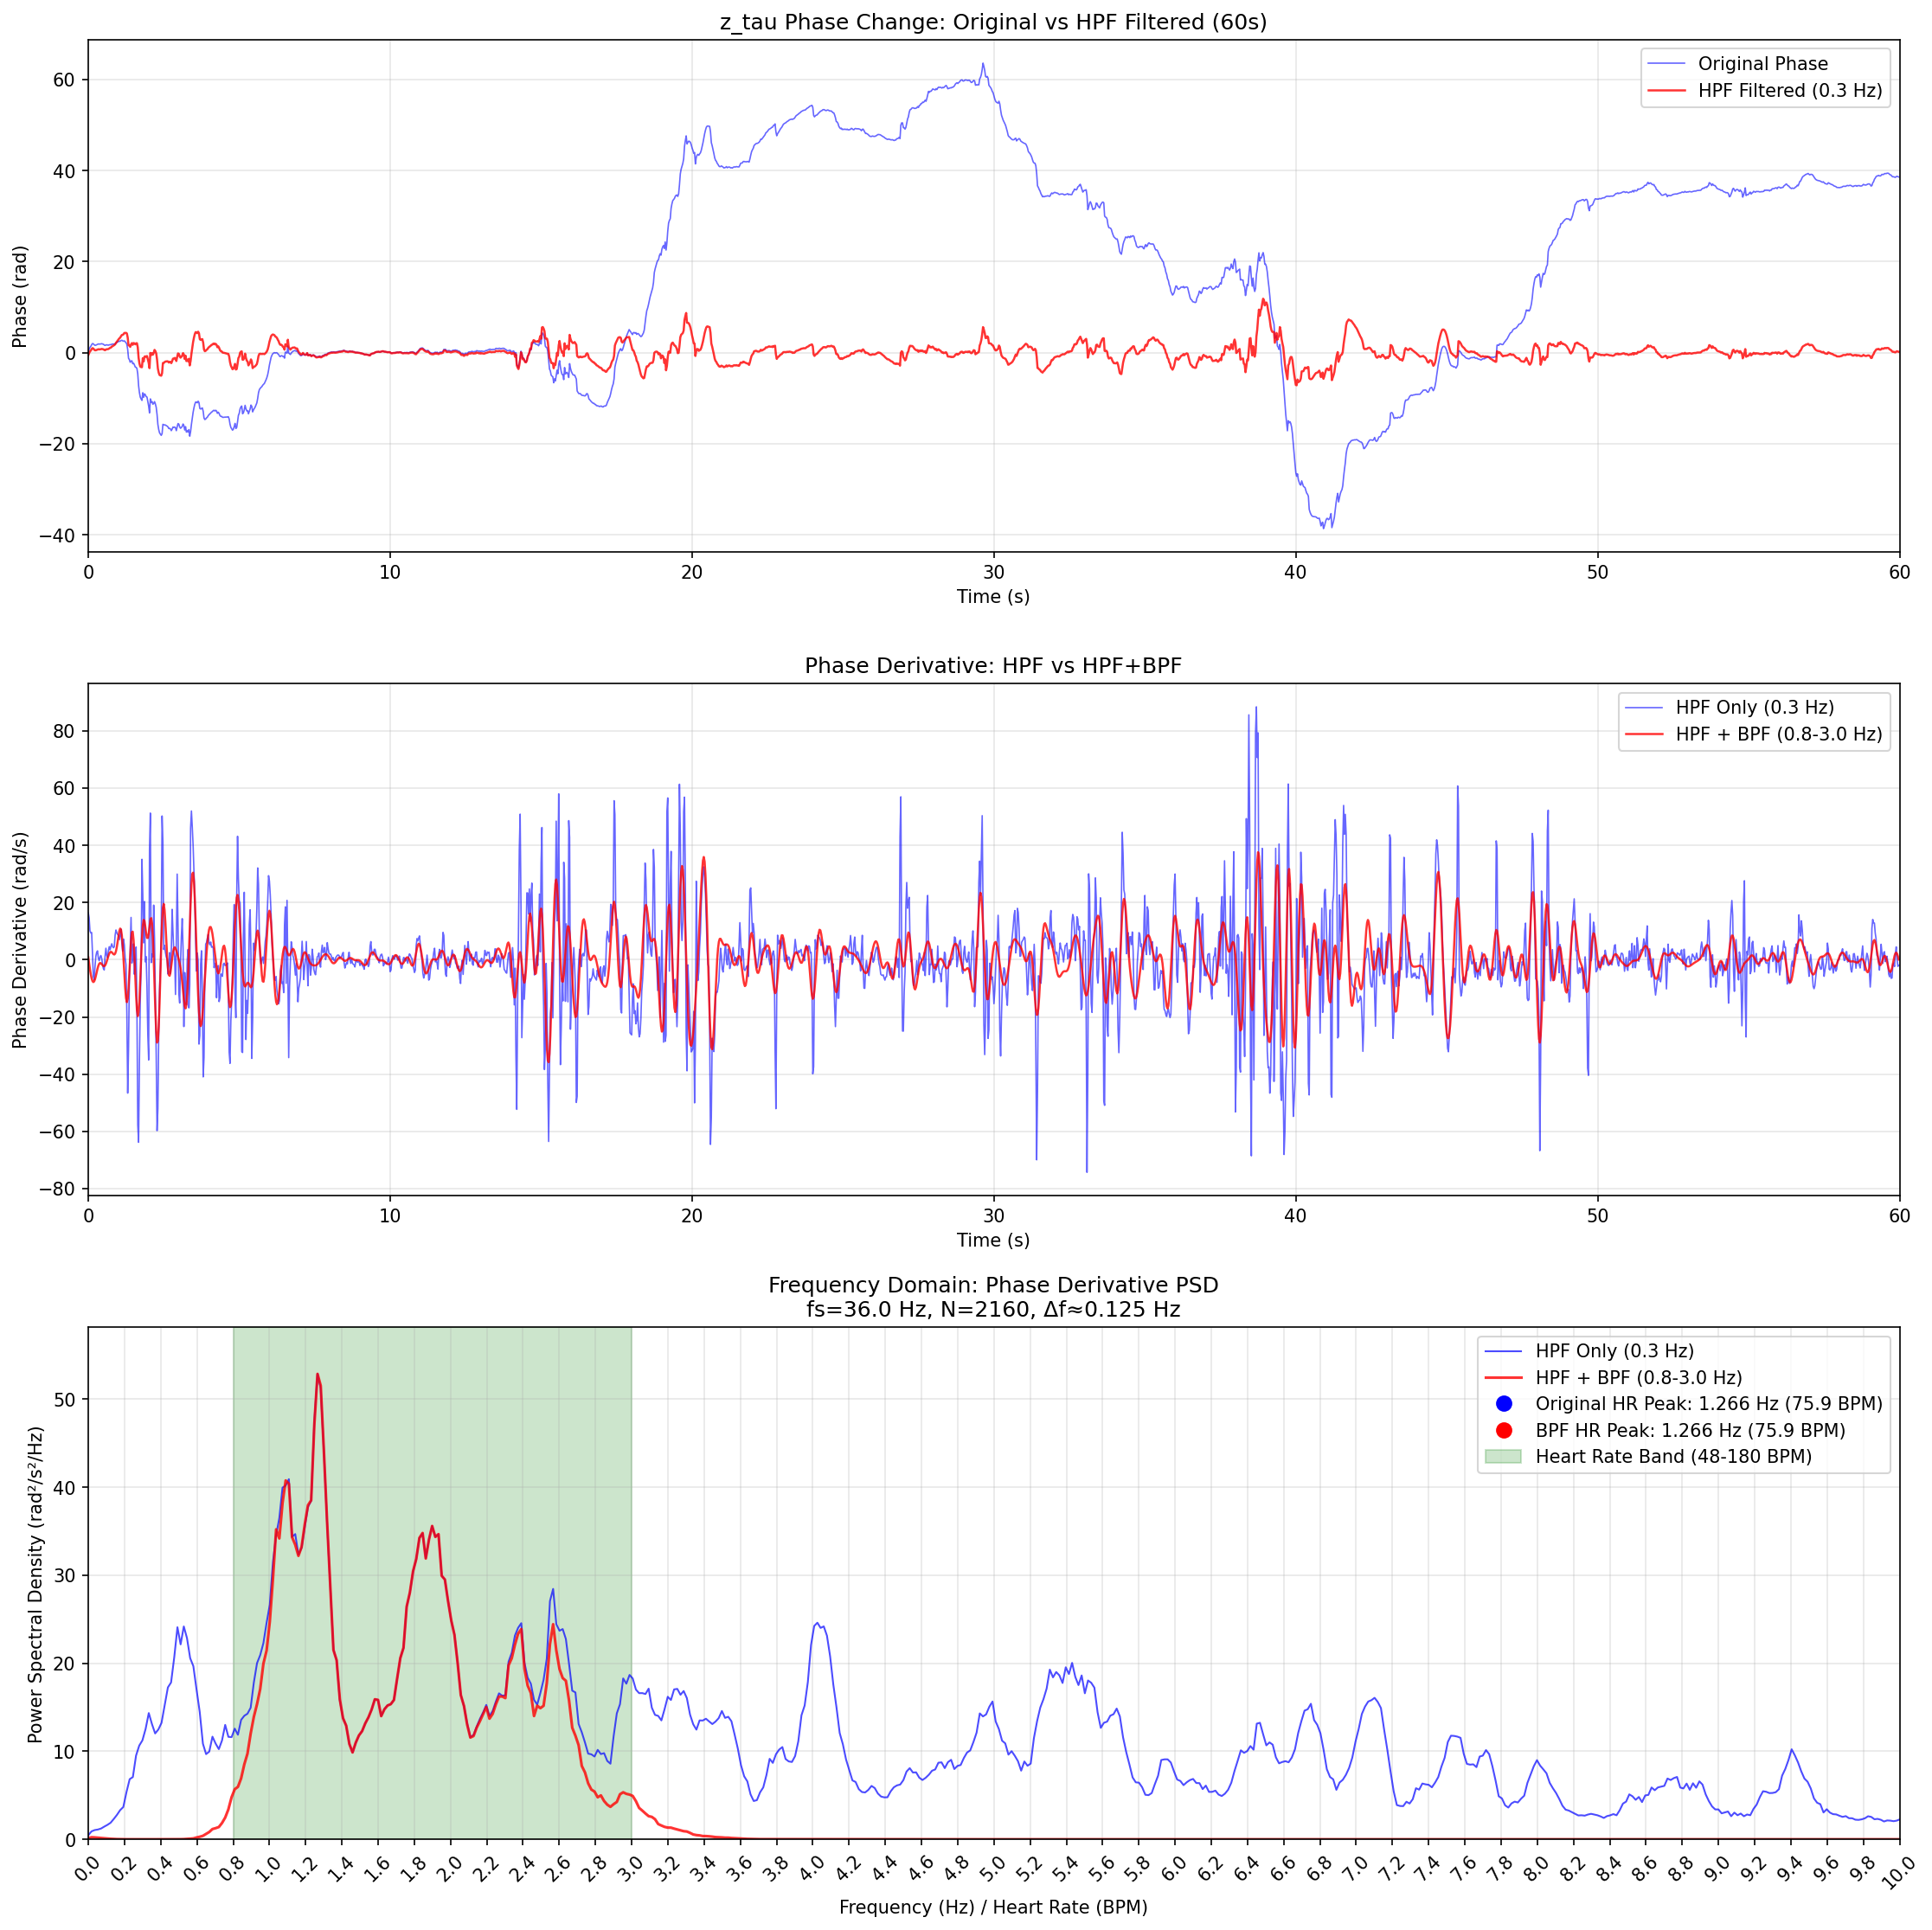 z_tau Phase Change: Original vs HPF Filtered (60s)
Original Phase
HPF Filtered (0.3 Hz)
Phase (rad)
60
40
20
0
−20
−40
0 10 20 30 40 50 60
Time (s)
Phase Derivative: HPF vs HPF+BPF
HPF Only (0.3 Hz)
HPF + BPF (0.8-3.0 Hz)
Phase Derivative (rad/s)
80
60
40
20
0
−20
−40
−60
−80
0 10 20 30 40 50 60
Time (s)
Frequency Domain: Phase Derivative PSD
fs=36.0 Hz, N=2160, Δf≈0.125 Hz
HPF Only (0.3 Hz)
HPF + BPF (0.8-3.0 Hz)
Original HR Peak: 1.266 Hz (75.9 BPM)
BPF HR Peak: 1.266 Hz (75.9 BPM)
Heart Rate Band (48-180 BPM)
Power Spectral Density (rad²/s²/Hz)
50
40
30
20
10
0
0.0 0.2 0.4 0.6 0.8 1.0 1.2 1.4 1.6 1.8 2.0 2.2 2.4 2.6 2.8 3.0 3.2 3.4 3.6 3.8 4.0 4.2 4.4 4.6 4.8 5.0 5.2 5.4 5.6 5.8 6.0 6.2 6.4 6.6 6.8 7.0 7.2 7.4 7.6 7.8 8.0 8.2 8.4 8.6 8.8 9.0 9.2 9.4 9.6 9.8 10.0
Frequency (Hz) / Heart Rate (BPM)